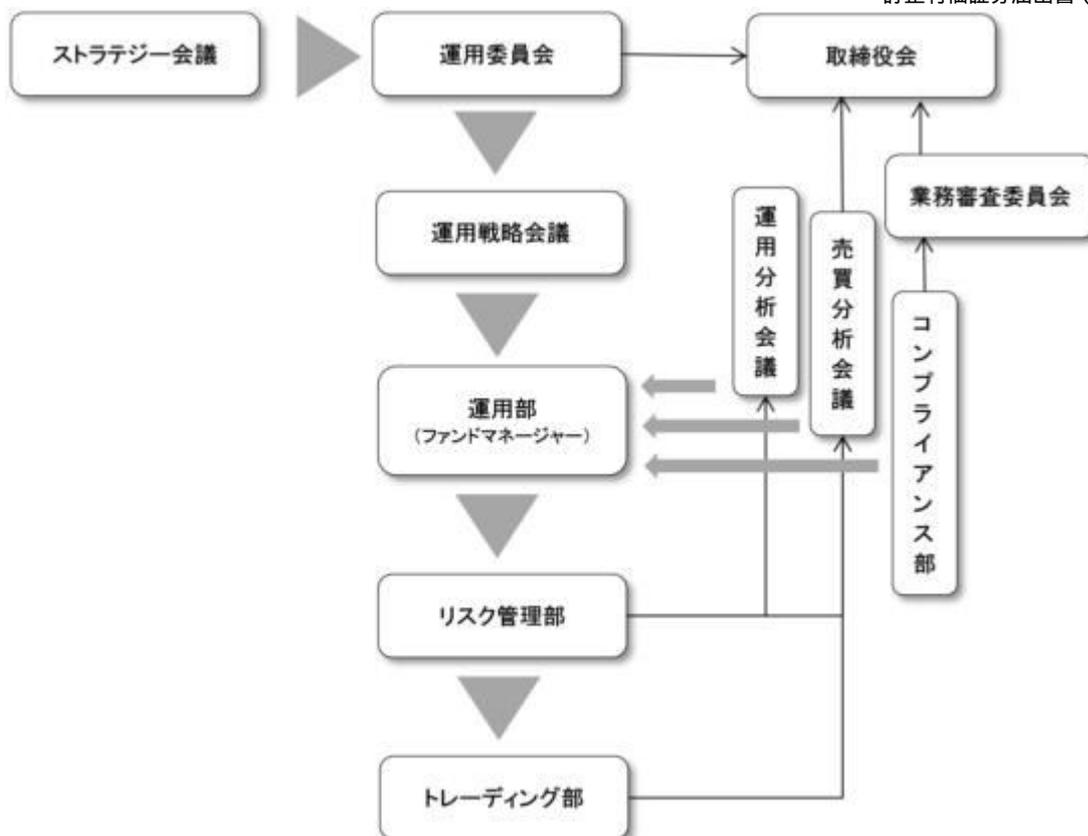 ストラテジー会議
運用委員会
取締役会
業務審査委員会
運用戦略会議
運用分析会議
売買分析会議
コンプライアンス部
運用部
(ファンドマネージャー)
リスク管理部
トレーディング部